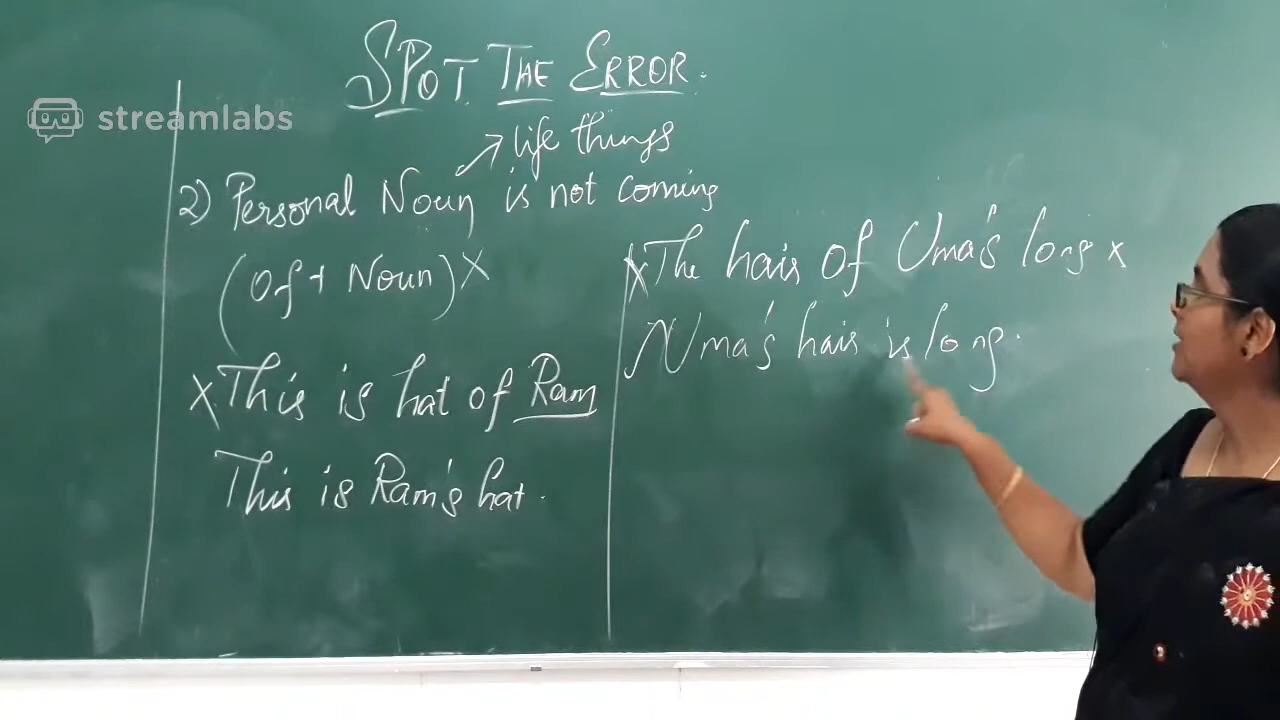 streamlabs
SPOT THE ERROR.
life things
2) Personal Noun is not coming
(Of + Noun) X
X This is hat of Ram
This is Ram's hat.
X The hair Of Uma's long x
Uma's hair is long.